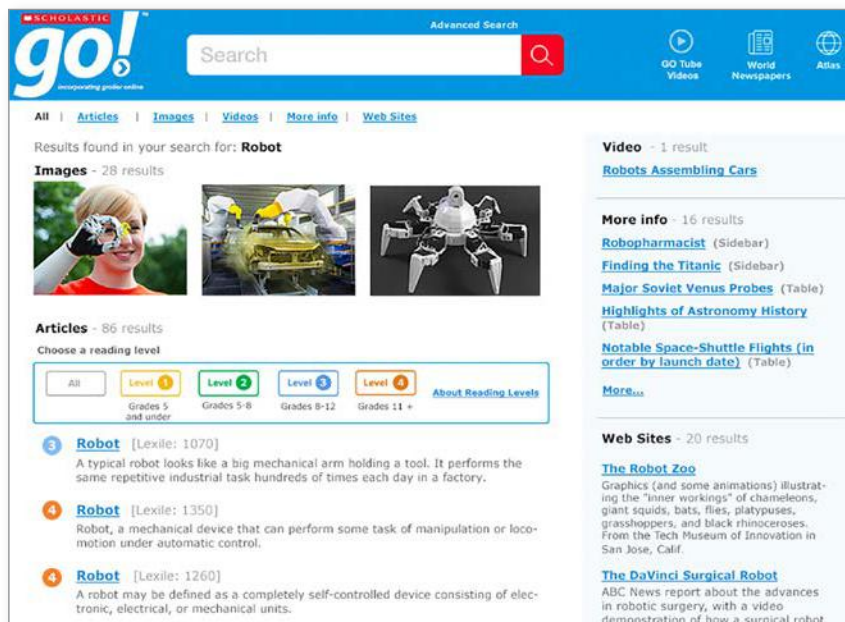 SCHOLASTIC
go!
incorporating grolier online
Advanced Search
Search
GO Tube
Videos
World
Newspapers
Atlas
All | Articles | Images | Videos | More info | Web Sites
Results found in your search for: Robot
Images - 28 results
Articles - 86 results
Choose a reading level
All
Level 1
Grades 5
and under
Level 2
Grades 5-8
Level 3
Grades 8-12
Level 4
Grades 11 +
About Reading Levels
3 Robot [Lexile: 1070]
A typical robot looks like a big mechanical arm holding a tool. It performs the
same repetitive industrial task hundreds of times each day in a factory.
4 Robot [Lexile: 1350]
Robot, a mechanical device that can perform some task of manipulation or loco-
motion under automatic control.
4 Robot [Lexile: 1260]
A robot may be defined as a completely self-controlled device consisting of elec-
tronic, electrical, or mechanical units.
Video - 1 result
Robots Assembling Cars
More info - 16 results
Robopharmacist (Sidebar)
Finding the Titanic (Sidebar)
Major Soviet Venus Probes (Table)
Highlights of Astronomy History
(Table)
Notable Space-Shuttle Flights (in
order by launch date) (Table)
More...
Web Sites - 20 results
The Robot Zoo
Graphics (and some animations) illustrat-
ing the "inner workings" of chameleons,
giant squids, bats, flies, platypuses,
grasshoppers, and black rhinoceroses.
From the Tech Museum of Innovation in
San Jose, Calif.
The DaVinci Surgical Robot
ABC News report about the advances
in robotic surgery, with a video
demonstration of how a surgical robot